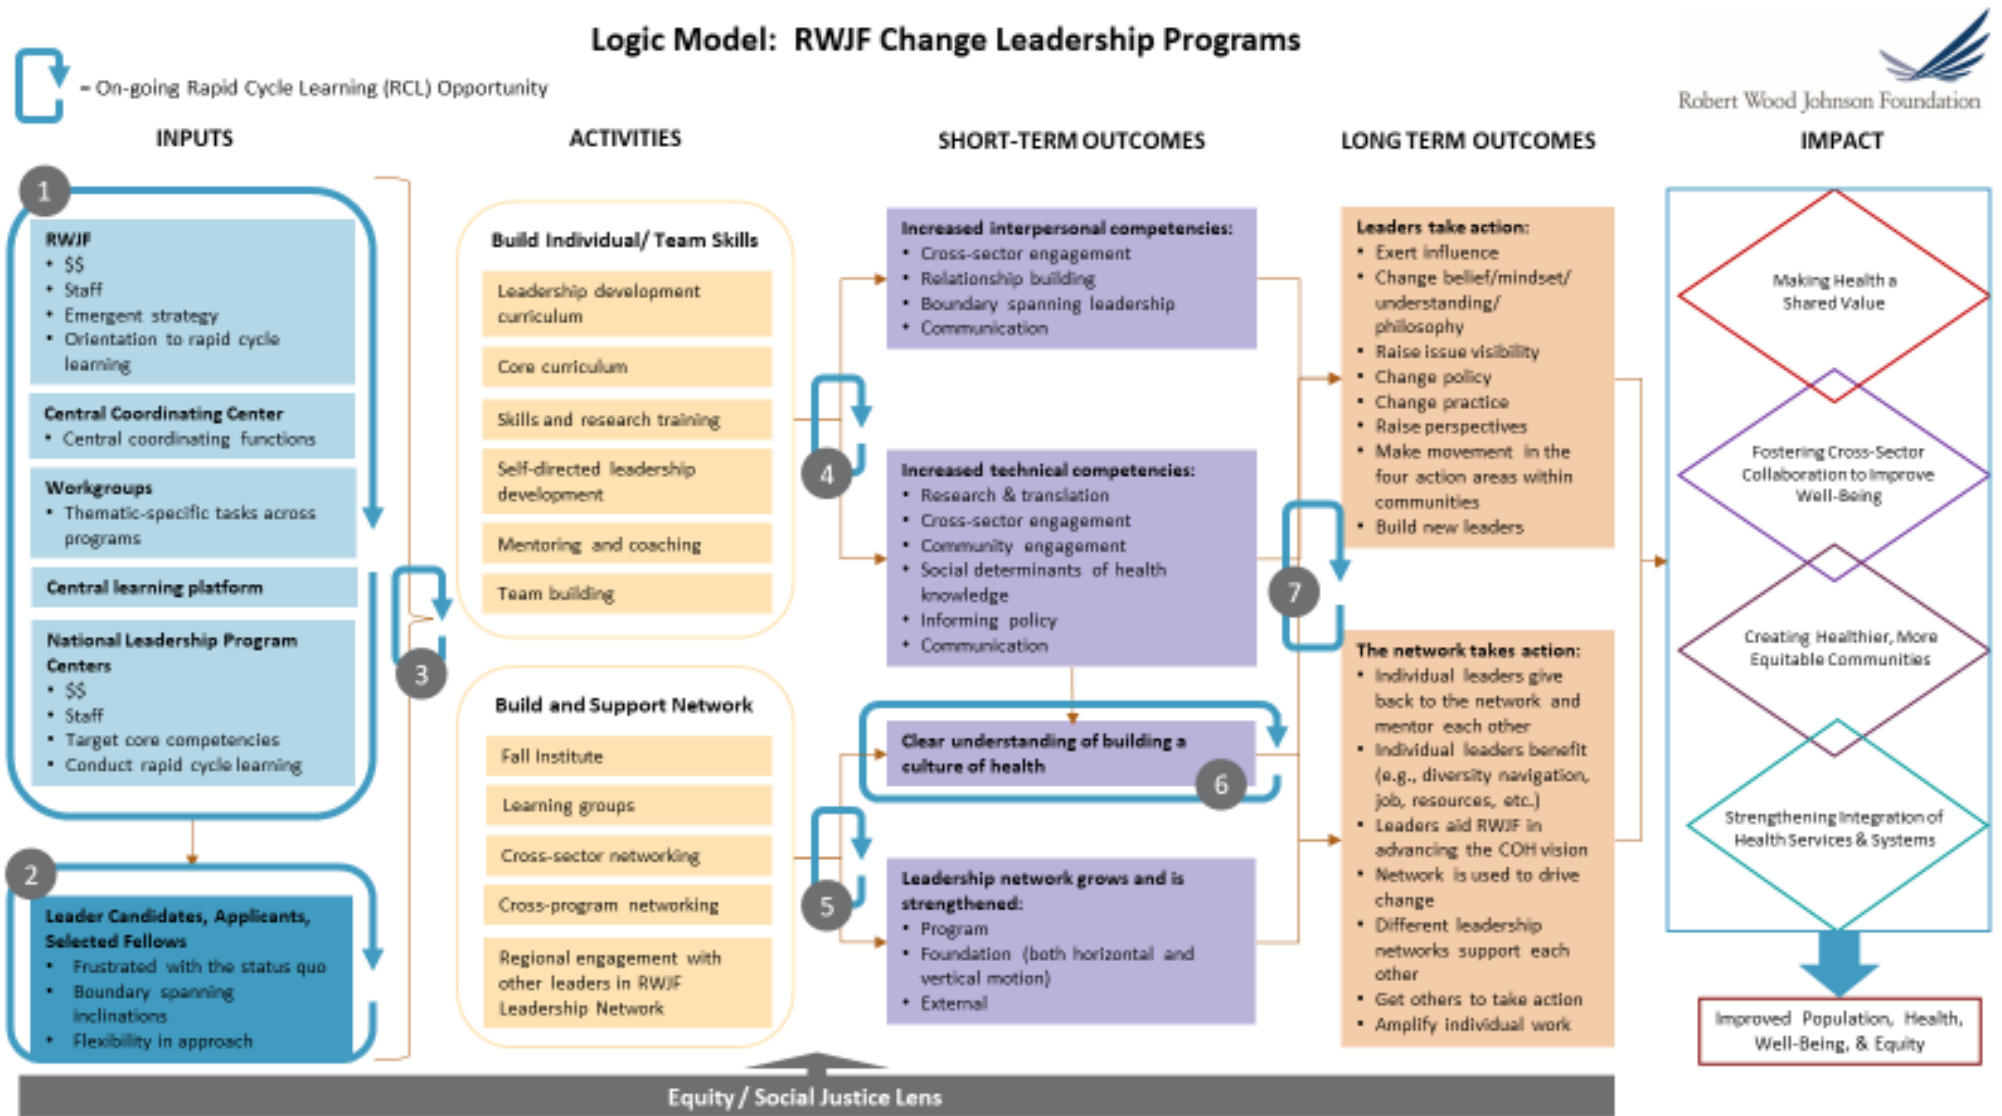 Logic Model: RWJF Change Leadership Programs
= On-going Rapid Cycle Learning (RCL) Opportunity
Robert Wood Johnson Foundation
INPUTS
ACTIVITIES
SHORT-TERM OUTCOMES
LONG TERM OUTCOMES
IMPACT
1
RWJF
• $$
• Staff
• Emergent strategy
• Orientation to rapid cycle
learning
Central Coordinating Center
• Central coordinating functions
Workgroups
• Thematic-specific tasks across
programs
Central learning platform
National Leadership Program
Centers
• $$
• Staff
• Target core competencies
• Conduct rapid cycle learning
2
Leader Candidates, Applicants,
Selected Fellows
• Frustrated with the status quo
• Boundary spanning
inclinations
• Flexibility in approach
3
Build Individual/ Team Skills
Leadership development
curriculum
Core curriculum
Skills and research training
Self-directed leadership
development
Mentoring and coaching
Team building
Build and Support Network
Fall Institute
Learning groups
Cross-sector networking
Cross-program networking
Regional engagement with
other leaders in RWJF
Leadership Network
4
5
Increased interpersonal competencies:
• Cross-sector engagement
• Relationship building
• Boundary spanning leadership
• Communication
Increased technical competencies:
• Research & translation
• Cross-sector engagement
• Community engagement
• Social determinants of health
knowledge
• Informing policy
• Communication
Clear understanding of building a
culture of health
6
Leadership network grows and is
strengthened:
• Program
• Foundation (both horizontal and
vertical motion)
• External
7
Leaders take action:
• Exert influence
• Change belief/mindset/
understanding/
philosophy
• Raise issue visibility
• Change policy
• Change practice
• Raise perspectives
• Make movement in the
four action areas within
communities
• Build new leaders
The network takes action:
• Individual leaders give
back to the network and
mentor each other
• Individual leaders benefit
(e.g., diversity navigation,
job, resources, etc.)
• Leaders aid RWJF in
advancing the COH vision
• Network is used to drive
change
• Different leadership
networks support each
other
• Get others to take action
• Amplify individual work
Making Health a
Shared Value
Fostering Cross-Sector
Collaboration to Improve
Well-Being
Creating Healthier, More
Equitable Communities
Strengthening Integration of
Health Services & Systems
Improved Population, Health,
Well-Being, & Equity
Equity / Social Justice Lens